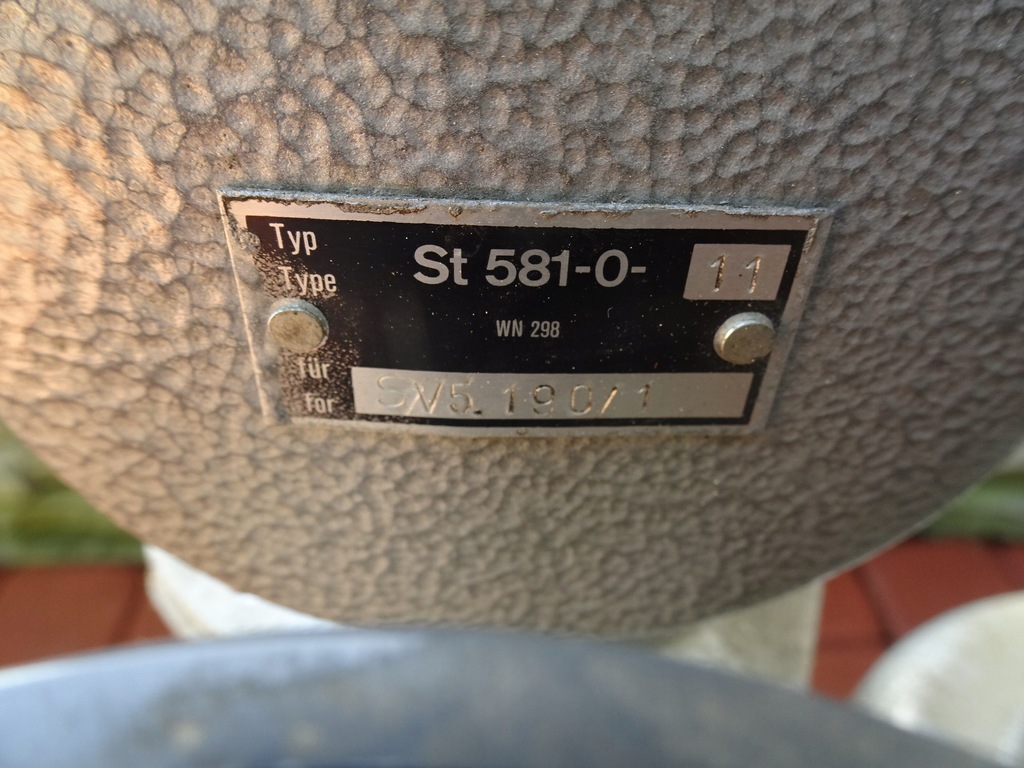 Typ
Type
St 581-0- 11
WN 298
für
for
SV5.190/1